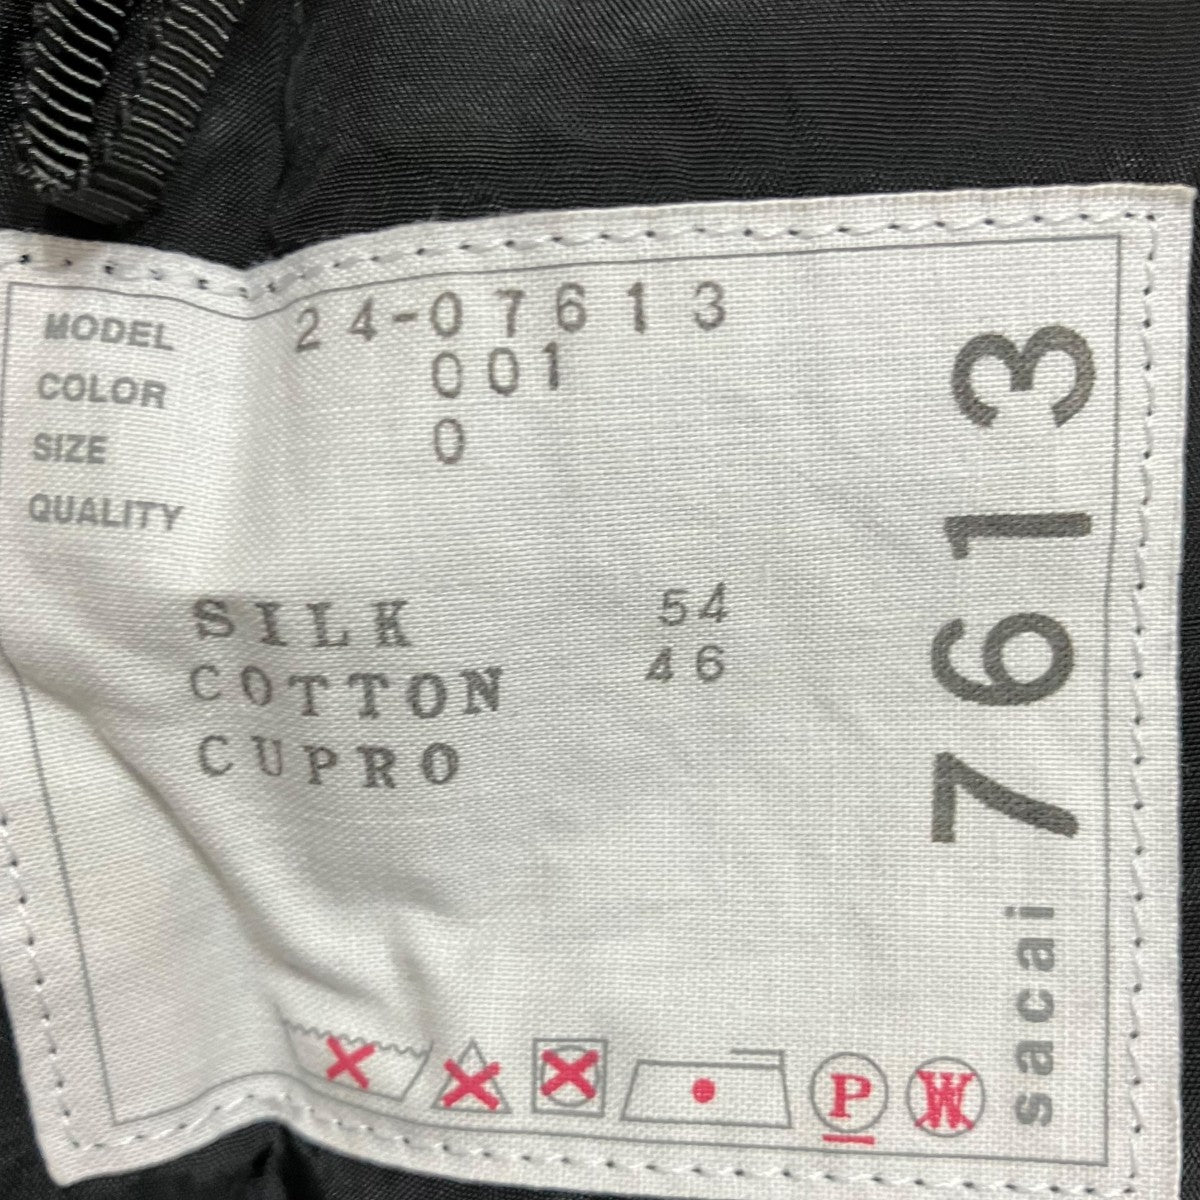 MODEL 24-07613
COLOR 001
SIZE 0
QUALITY
SILK 54
COTTON 46
CUPRO
P
W
sacai 7613